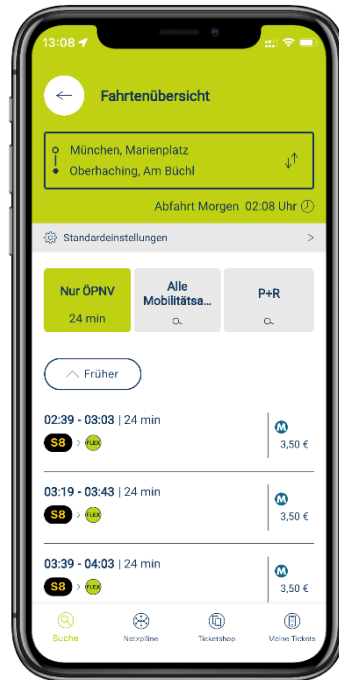 13:08
Fahrtenübersicht
München, Marienplatz
Oberhaching, Am Büchl
Abfahrt Morgen 02:08 Uhr
Standardeinstellungen >
Nur ÖPNV
24 min
Alle
Mobilitätsa...
P+R
Früher
02:39 - 03:03 | 24 min
S8 > FLEX
M
3,50 €
03:19 - 03:43 | 24 min
S8 > FLEX
M
3,50 €
03:39 - 04:03 | 24 min
S8 > FLEX
M
3,50 €
Suche
Netzpläne
Ticketshop
Meine Tickets